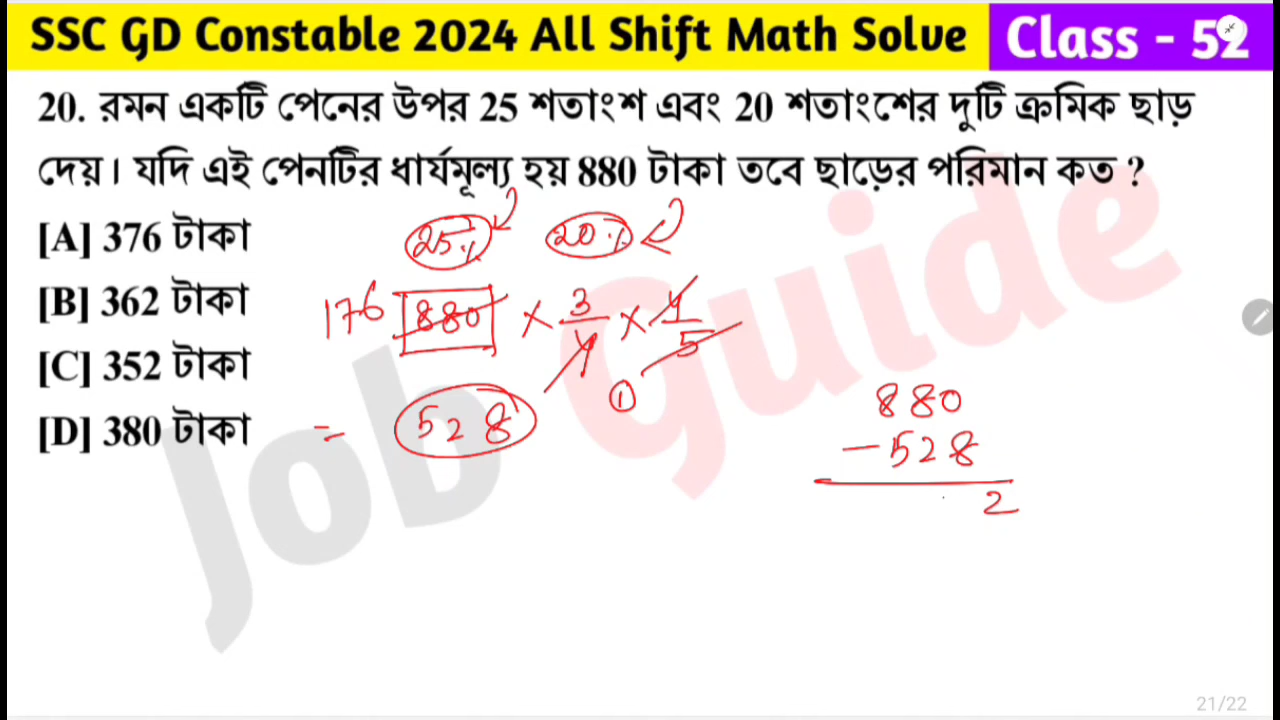 SSC GD Constable 2024 All Shift Math Solve
Class - 52
20. রমন একটি পেনের উপর 25 শতাংশ এবং 20 শতাংশের দুটি ক্রমিক ছাড়
দেয়। যদি এই পেনটির ধার্যমূল্য হয় 880 টাকা তবে ছাড়ের পরিমান কত ?
[A] 376 টাকা
[B] 362 টাকা
[C] 352 টাকা
[D] 380 টাকা
25% 20%
176 880 × 3/4 × 4/5
1
= 528
880
- 528
2
Job Guide
21/22